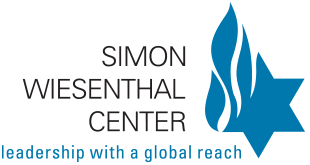 SIMON
WIESENTHAL
CENTER
leadership with a global reach